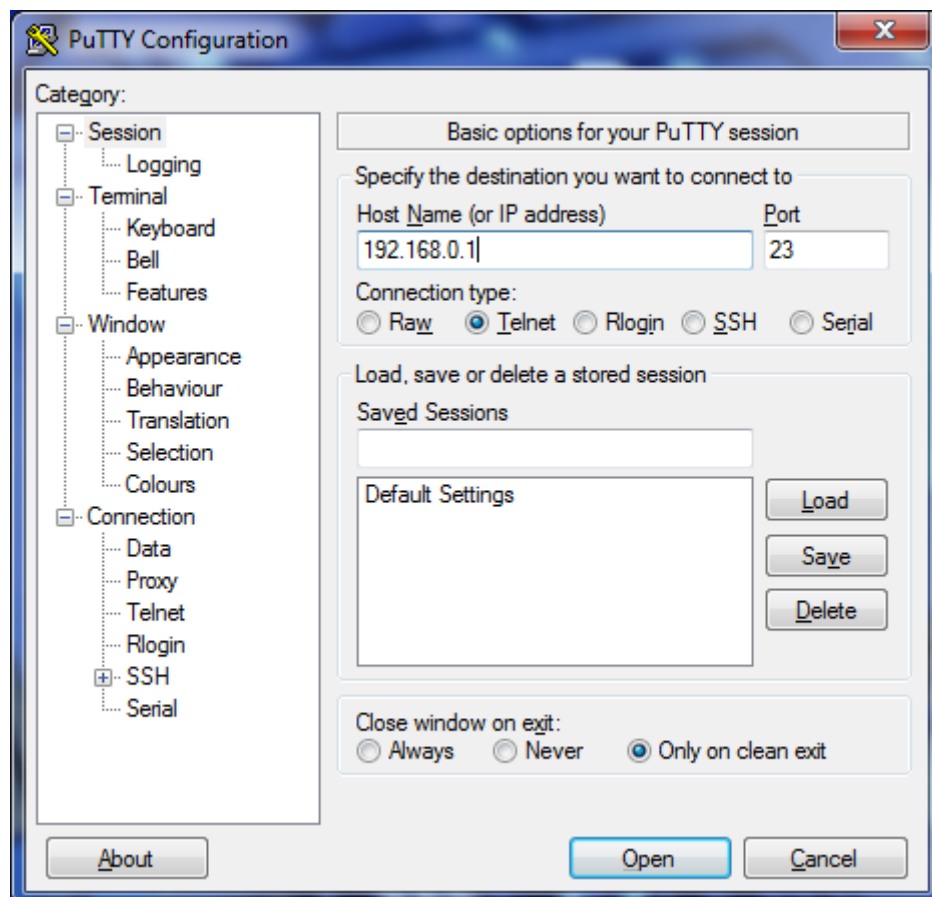 PuTTY Configuration
Category:
Session
Logging
Terminal
Keyboard
Bell
Features
Window
Appearance
Behaviour
Translation
Selection
Colours
Connection
Data
Proxy
Telnet
Rlogin
SSH
Serial
Basic options for your PuTTY session
Specify the destination you want to connect to
Host Name (or IP address) Port
192.168.0.1 23
Connection type:
Raw Telnet Rlogin SSH Serial
Load, save or delete a stored session
Saved Sessions
Default Settings
Load
Save
Delete
Close window on exit:
Always Never Only on clean exit
About Open Cancel